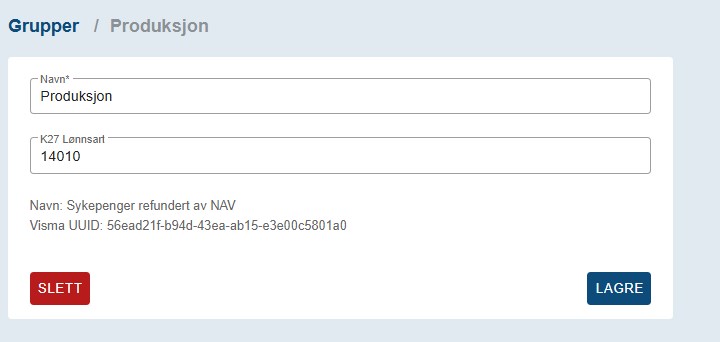 Grupper / Produksjon
Navn*
Produksjon
K27 Lønnsart
14010
Navn: Sykepenger refundert av NAV
Visma UUID: 56ead21f-b94d-43ea-ab15-e3e00c5801a0
SLETT LAGRE